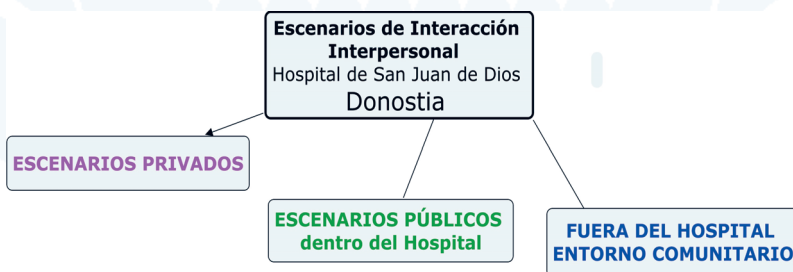 Escenarios de Interacción
Interpersonal
Hospital de San Juan de Dios
Donostia
ESCENARIOS PRIVADOS
ESCENARIOS PÚBLICOS
dentro del Hospital
FUERA DEL HOSPITAL
ENTORNO COMUNITARIO